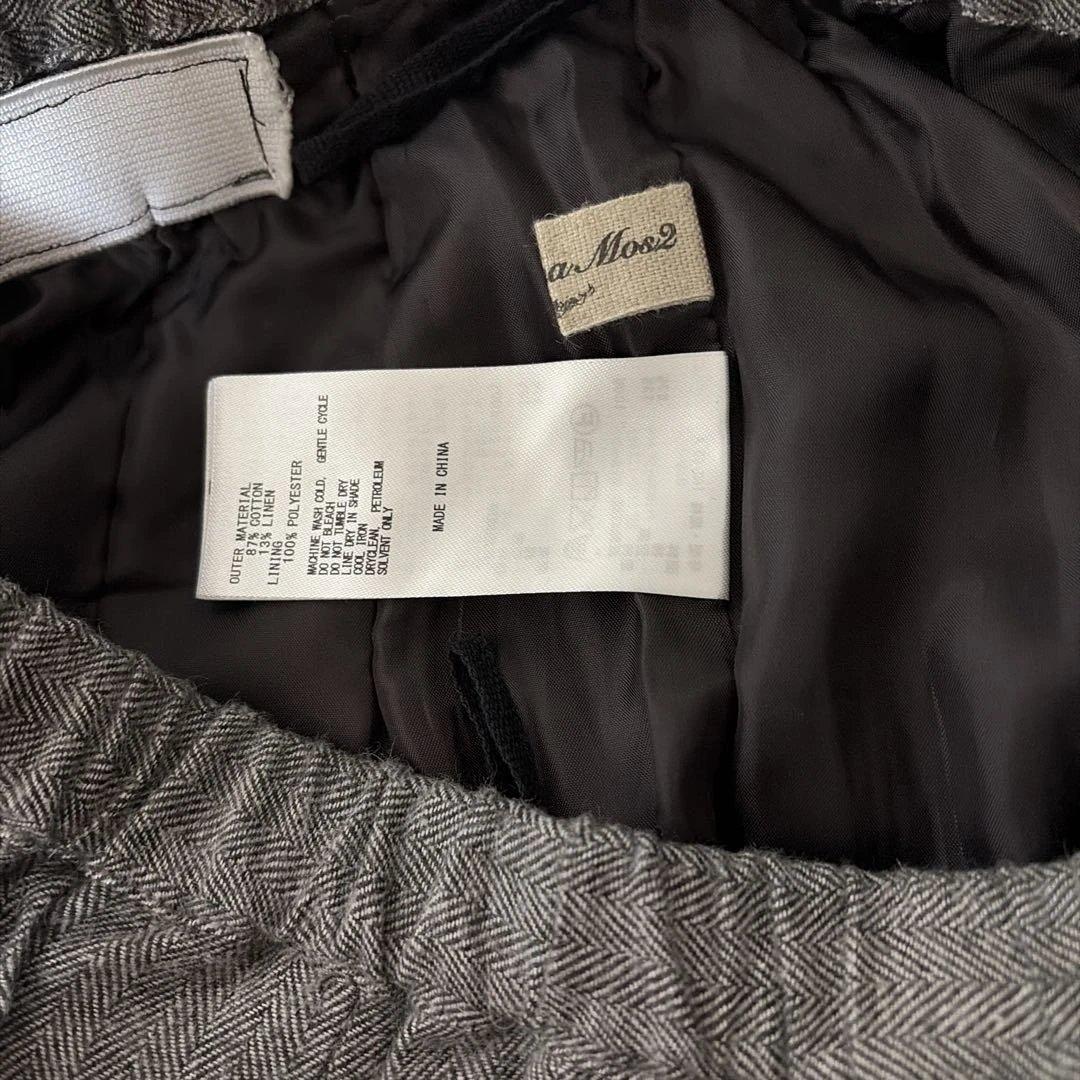 a Mos2
OUTER MATERIAL
87% COTTON
13% LINEN
LINING
100% POLYESTER
MACHINE WASH COLD, GENTLE CYCLE
DO NOT BLEACH
DO NOT TUMBLE DRY
LINE DRY IN SHADE
COOL IRON
DRYCLEAN, PETROLEUM
SOLVENT ONLY
MADE IN CHINA